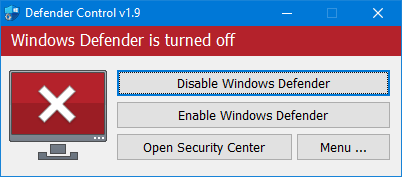 Defender Control v1.9
Windows Defender is turned off
Disable Windows Defender
Enable Windows Defender
Open Security Center Menu ...